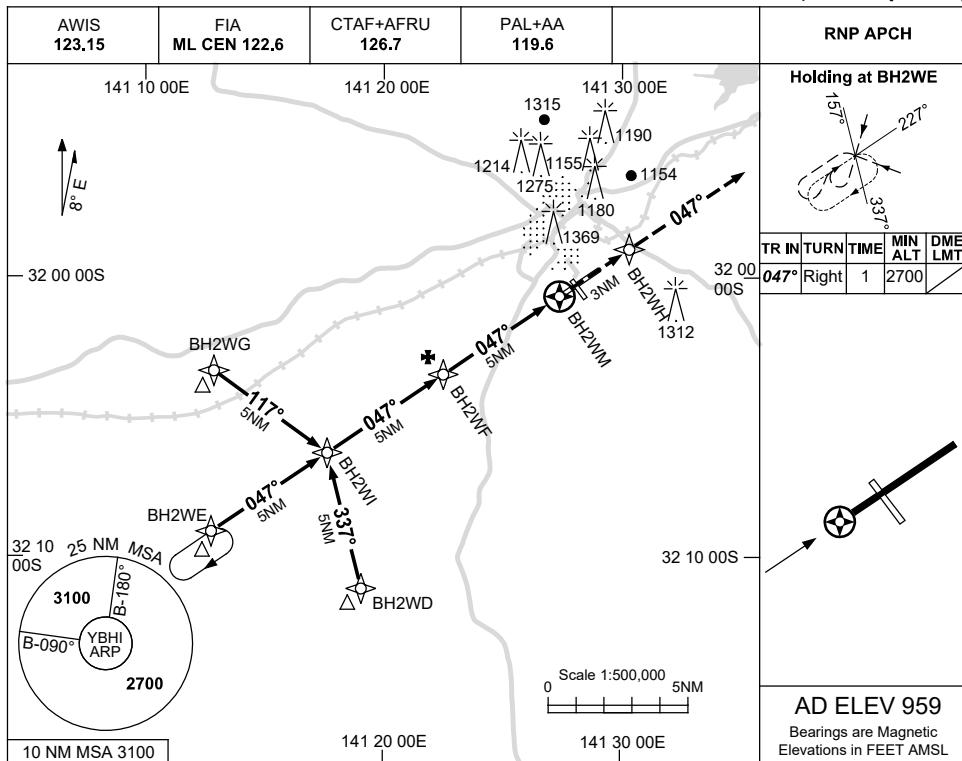 AWIS
123.15
FIA
ML CEN 122.6
CTAF+AFRU
126.7
PAL+AA
119.6
RNP APCH
141 10 00E
141 20 00E
141 30 00E
Holding at BH2WE
157°
227°
337°
TR IN TURN TIME MIN ALT DME LMT
047° Right 1 2700
8° E
1315
1190
1214
1155
1275
1154
1180
1369
047°
32 00 00S
32 00
00S
BH2WH
3NM
1312
BH2WM
BH2WG
047°
5NM
117°
5NM
BH2WF
047°
5NM
BH2WI
BH2WE
047°
5NM
337°
5NM
BH2WD
32 10
00S
32 10 00S
25 NM MSA
3100
B-180°
B-090°
YBHI
ARP
2700
10 NM MSA 3100
Scale 1:500,000
0 5NM
141 20 00E
141 30 00E
AD ELEV 959
Bearings are Magnetic
Elevations in FEET AMSL